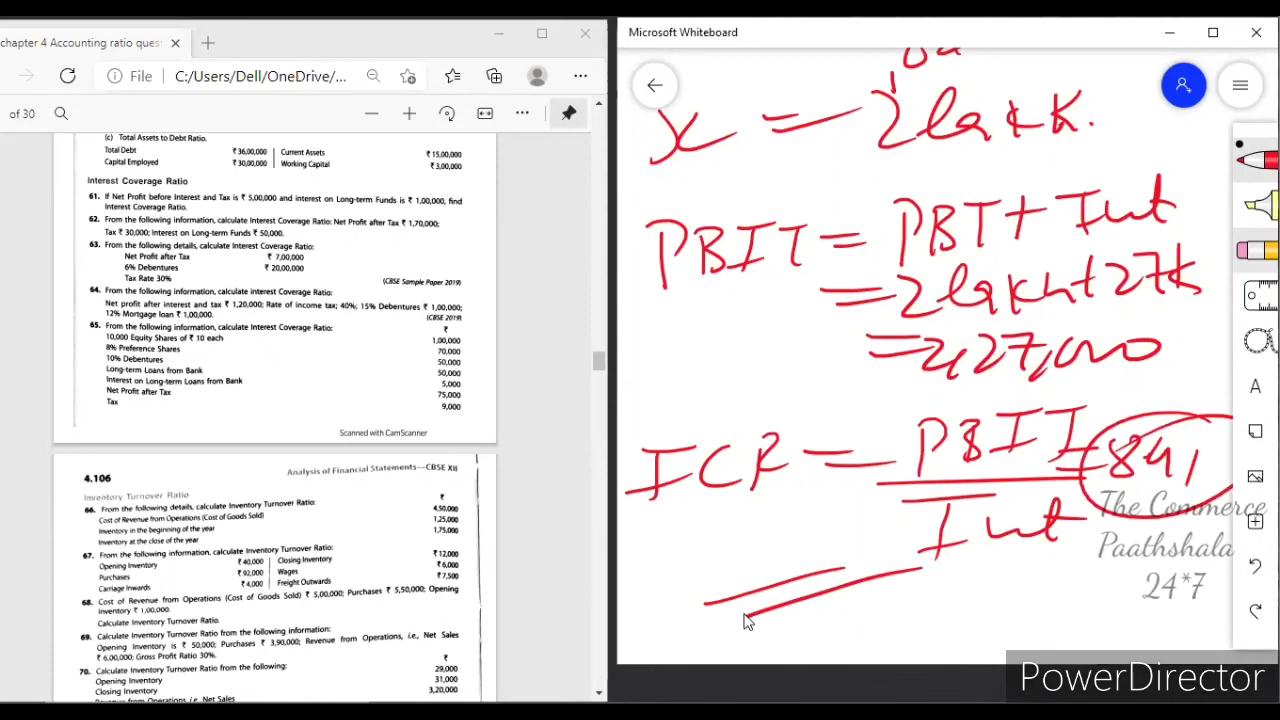 chapter 4 Accounting ratio ques
Microsoft Whiteboard
File
C:/Users/Dell/OneDrive/...
of 30
(c) Total Assets to Debt Ratio.
Total Debt ₹ 36,00,000 Current Assets ₹ 15,00,000
Capital Employed ₹ 30,00,000 Working Capital ₹ 3,00,000
Interest Coverage Ratio
61. If Net Profit before Interest and Tax is ₹ 5,00,000 and interest on Long-term Funds is ₹ 1,00,000, find
Interest Coverage Ratio.
62. From the following information, calculate Interest Coverage Ratio: Net Profit after Tax ₹ 1,70,000;
Tax ₹ 30,000; Interest on Long-term Funds ₹ 50,000.
63. From the following details, calculate Interest Coverage Ratio:
Net Profit after Tax ₹ 7,00,000
6% Debentures ₹ 20,00,000
Tax Rate 30% (CBSE Sample Paper 2019)
64. From the following information, calculate interest Coverage Ratio:
Net profit after interest and tax ₹ 1,20,000; Rate of income tax; 40%; 15% Debentures ₹ 1,00,000;
12% Mortgage loan ₹ 1,00,000. (CBSE 2019)
65. From the following information, calculate Interest Coverage Ratio: ₹
10,000 Equity Shares of ₹ 10 each 1,00,000
8% Preference Shares 70,000
10% Debentures 50,000
Long-term Loans from Bank 50,000
Interest on Long-term Loans from Bank 5,000
Net Profit after Tax 75,000
Tax 9,000
Scanned with CamScanner
4.106 Analysis of Financial Statements—CBSE XII
Inventory Turnover Ratio
66. From the following details, calculate Inventory Turnover Ratio: ₹
Cost of Revenue from Operations (Cost of Goods Sold) 4,50,000
Inventory in the beginning of the year 1,25,000
Inventory at the close of the year 1,75,000
67. From the following information, calculate Inventory Turnover Ratio:
Opening Inventory ₹ 40,000 Closing Inventory ₹ 12,000
Purchases ₹ 92,000 Wages ₹ 6,000
Carriage Inwards ₹ 4,000 Freight Outwards ₹ 7,500
68. Cost of Revenue from Operations (Cost of Goods Sold) ₹ 5,00,000; Purchases ₹ 5,50,000; Opening
Inventory ₹ 1,00,000.
Calculate Inventory Turnover Ratio.
69. Calculate Inventory Turnover Ratio from the following information:
Opening Inventory is ₹ 50,000; Purchases ₹ 3,90,000; Revenue from Operations, i.e., Net Sales
₹ 6,00,000; Gross Profit Ratio 30%.
70. Calculate Inventory Turnover Ratio from the following: ₹
Opening Inventory 29,000
Closing Inventory 31,000
Revenue from Operations, i.e. Net Sales 3,20,000
x = 2 lakh.
PBIT = PBT + Int
= 2 lakh + 27k
= 2,27,000
ICR = PBIT
Int
The Commerce
Paathshala
24*7
PowerDirector